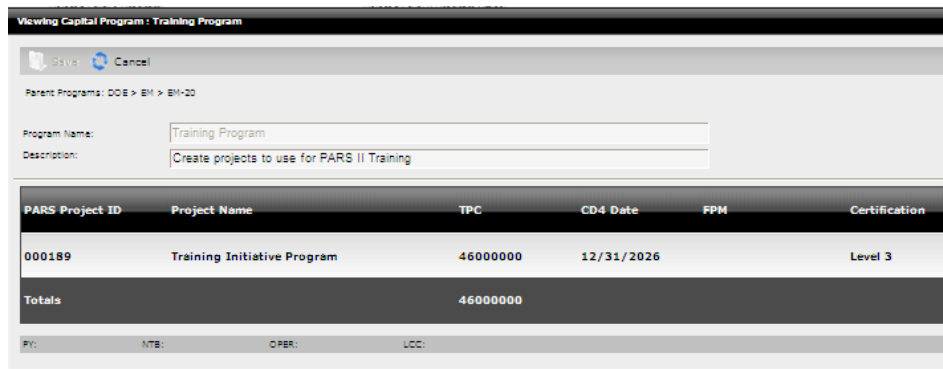 Viewing Capital Program : Training Program
Save Cancel
Parent Programs: DOE > EM > EM-20
Program Name: Training Program
Description: Create projects to use for PARS II Training
PARS Project ID Project Name TPC CD4 Date FPM Certification
000189 Training Initiative Program 46000000 12/31/2026 Level 3
Totals 46000000
PY: NTB: OPER: LCC: